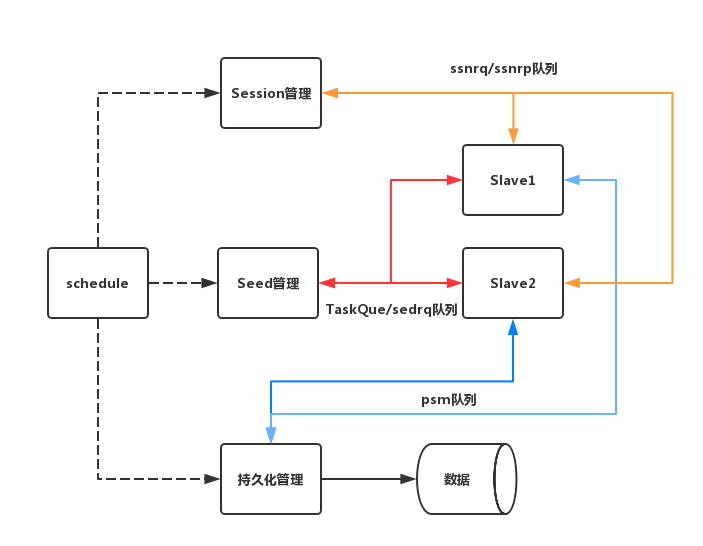 ssnrq/ssnrp队列
Session管理
Slave1
schedule
Seed管理
Slave2
TaskQue/sedrq队列
psm队列
持久化管理
数据